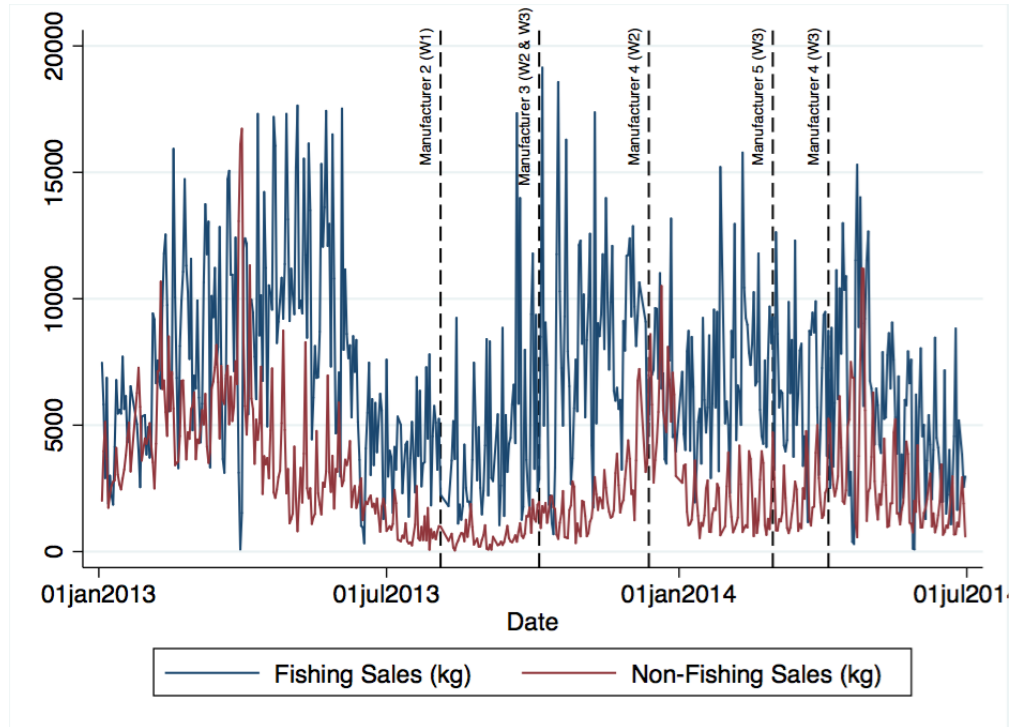 20000
15000
10000
5000
0
Manufacturer 2 (W1)
Manufacturer 3 (W2 & W3)
Manufacturer 4 (W2)
Manufacturer 5 (W3)
Manufacturer 4 (W3)
01jan2013
01jul2013
01jan2014
01jul2014
Date
Fishing Sales (kg)
Non-Fishing Sales (kg)